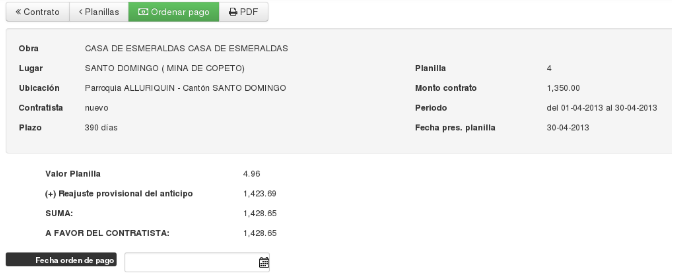 « Contrato ‹ Planillas Ordenar pago PDF
Obra CASA DE ESMERALDAS CASA DE ESMERALDAS
Lugar SANTO DOMINGO ( MINA DE COPETO) Planilla 4
Ubicación Parroquia ALLURIQUIN - Cantón SANTO DOMINGO Monto contrato 1,350.00
Contratista nuevo Periodo del 01-04-2013 al 30-04-2013
Plazo 390 días Fecha pres. planilla 30-04-2013
Valor Planilla 4.96
(+) Reajuste provisional del anticipo 1,423.69
SUMA: 1,428.65
A FAVOR DEL CONTRATISTA: 1,428.65
Fecha orden de pago